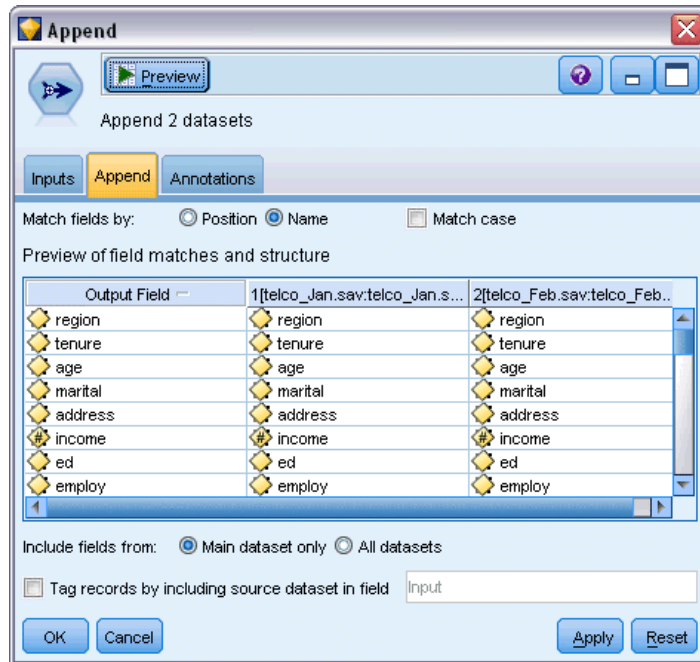 Append
Preview
?
Append 2 datasets
Inputs Append Annotations
Match fields by: Position Name Match case
Preview of field matches and structure
Output Field 1[telco_Jan.sav:telco_Jan.s... 2[telco_Feb.sav:telco_Feb...
region region region
tenure tenure tenure
age age age
marital marital marital
address address address
# income # income # income
ed ed ed
employ employ employ
Include fields from: Main dataset only All datasets
Tag records by including source dataset in field Input
OK Cancel Apply Reset